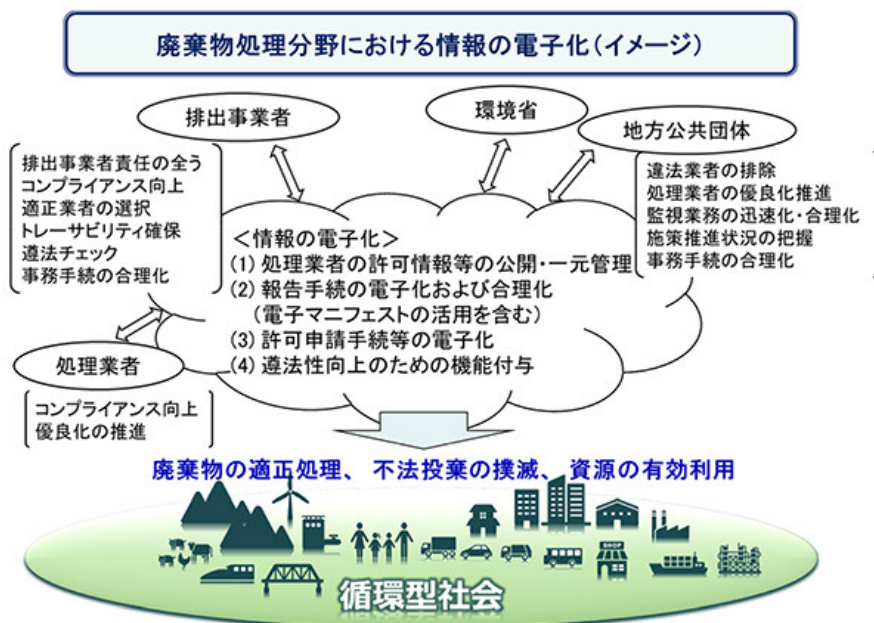 廃棄物処理分野における情報の電子化(イメージ)
排出事業者
環境省
地方公共団体
排出事業者責任の全う
コンプライアンス向上
適正業者の選択
トレーサビリティ確保
遵法チェック
事務手続の合理化
違法業者の排除
処理業者の優良化推進
監視業務の迅速化・合理化
施策推進状況の把握
事務手続の合理化
<情報の電子化>
(1) 処理業者の許可情報等の公開・一元管理
(2) 報告手続の電子化および合理化
(電子マニフェストの活用を含む)
(3) 許可申請手続等の電子化
(4) 遵法性向上のための機能付与
処理業者
コンプライアンス向上
優良化の推進
廃棄物の適正処理、不法投棄の撲滅、資源の有効利用
SHOP
循環型社会